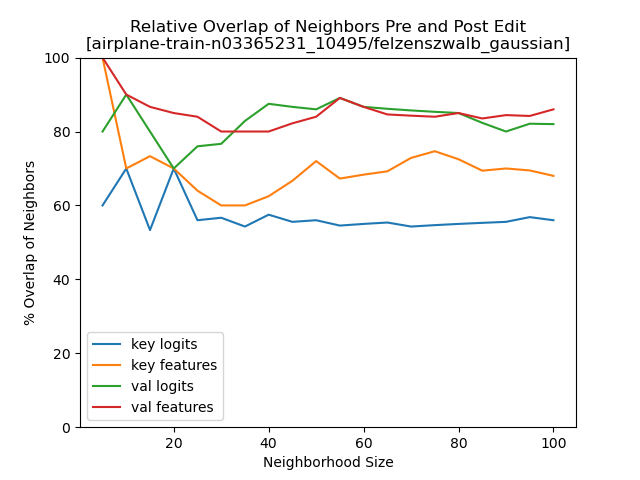 Relative Overlap of Neighbors Pre and Post Edit
[airplane-train-n03365231_10495/felzenszwalb_gaussian]
100
80
60
40
20
0
% Overlap of Neighbors
key logits
key features
val logits
val features
20 40 60 80 100
Neighborhood Size